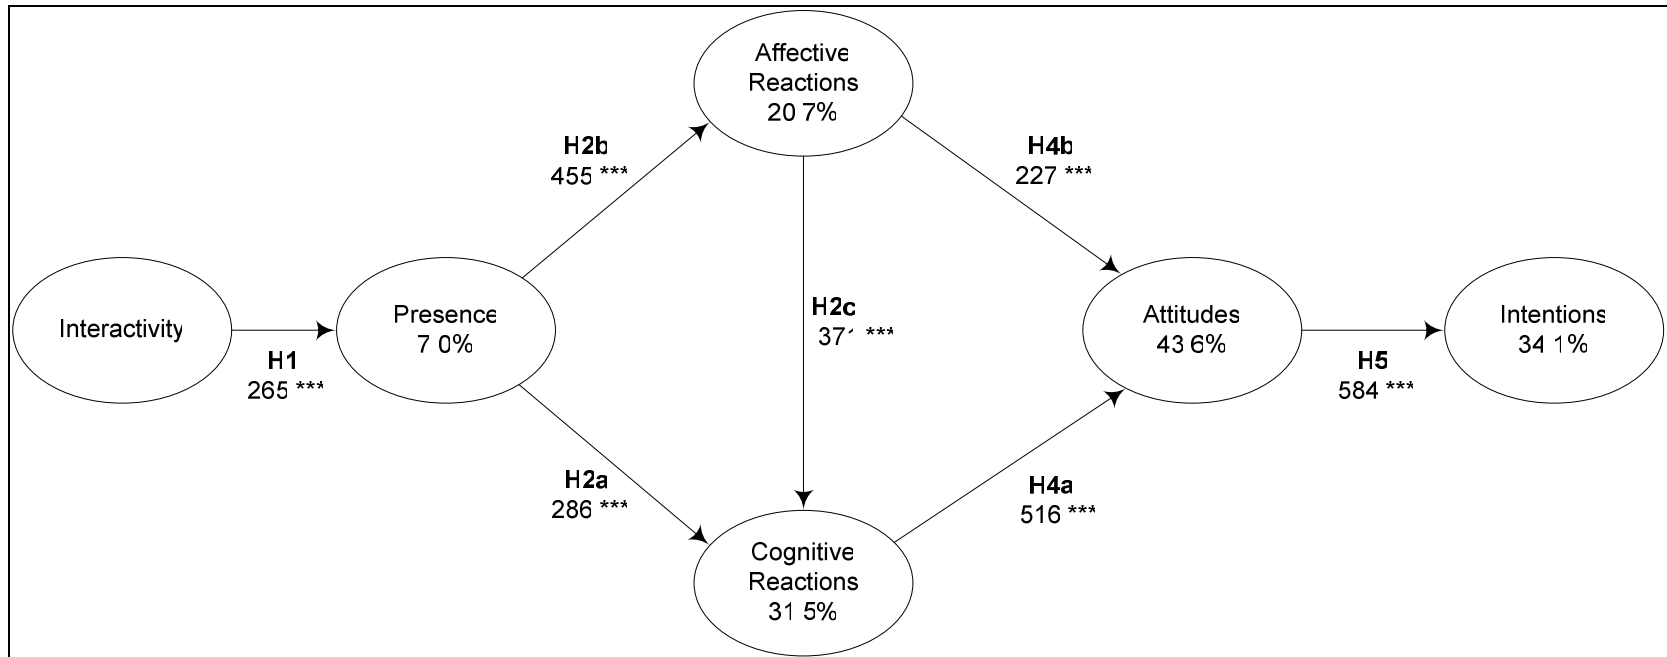 Affective
Reactions
20 7%
H2b
455 ***
H4b
227 ***
Interactivity
H1
265 ***
Presence
7 0%
H2c
371 ***
Attitudes
43 6%
H5
584 ***
Intentions
34 1%
H2a
286 ***
H4a
516 ***
Cognitive
Reactions
31 5%